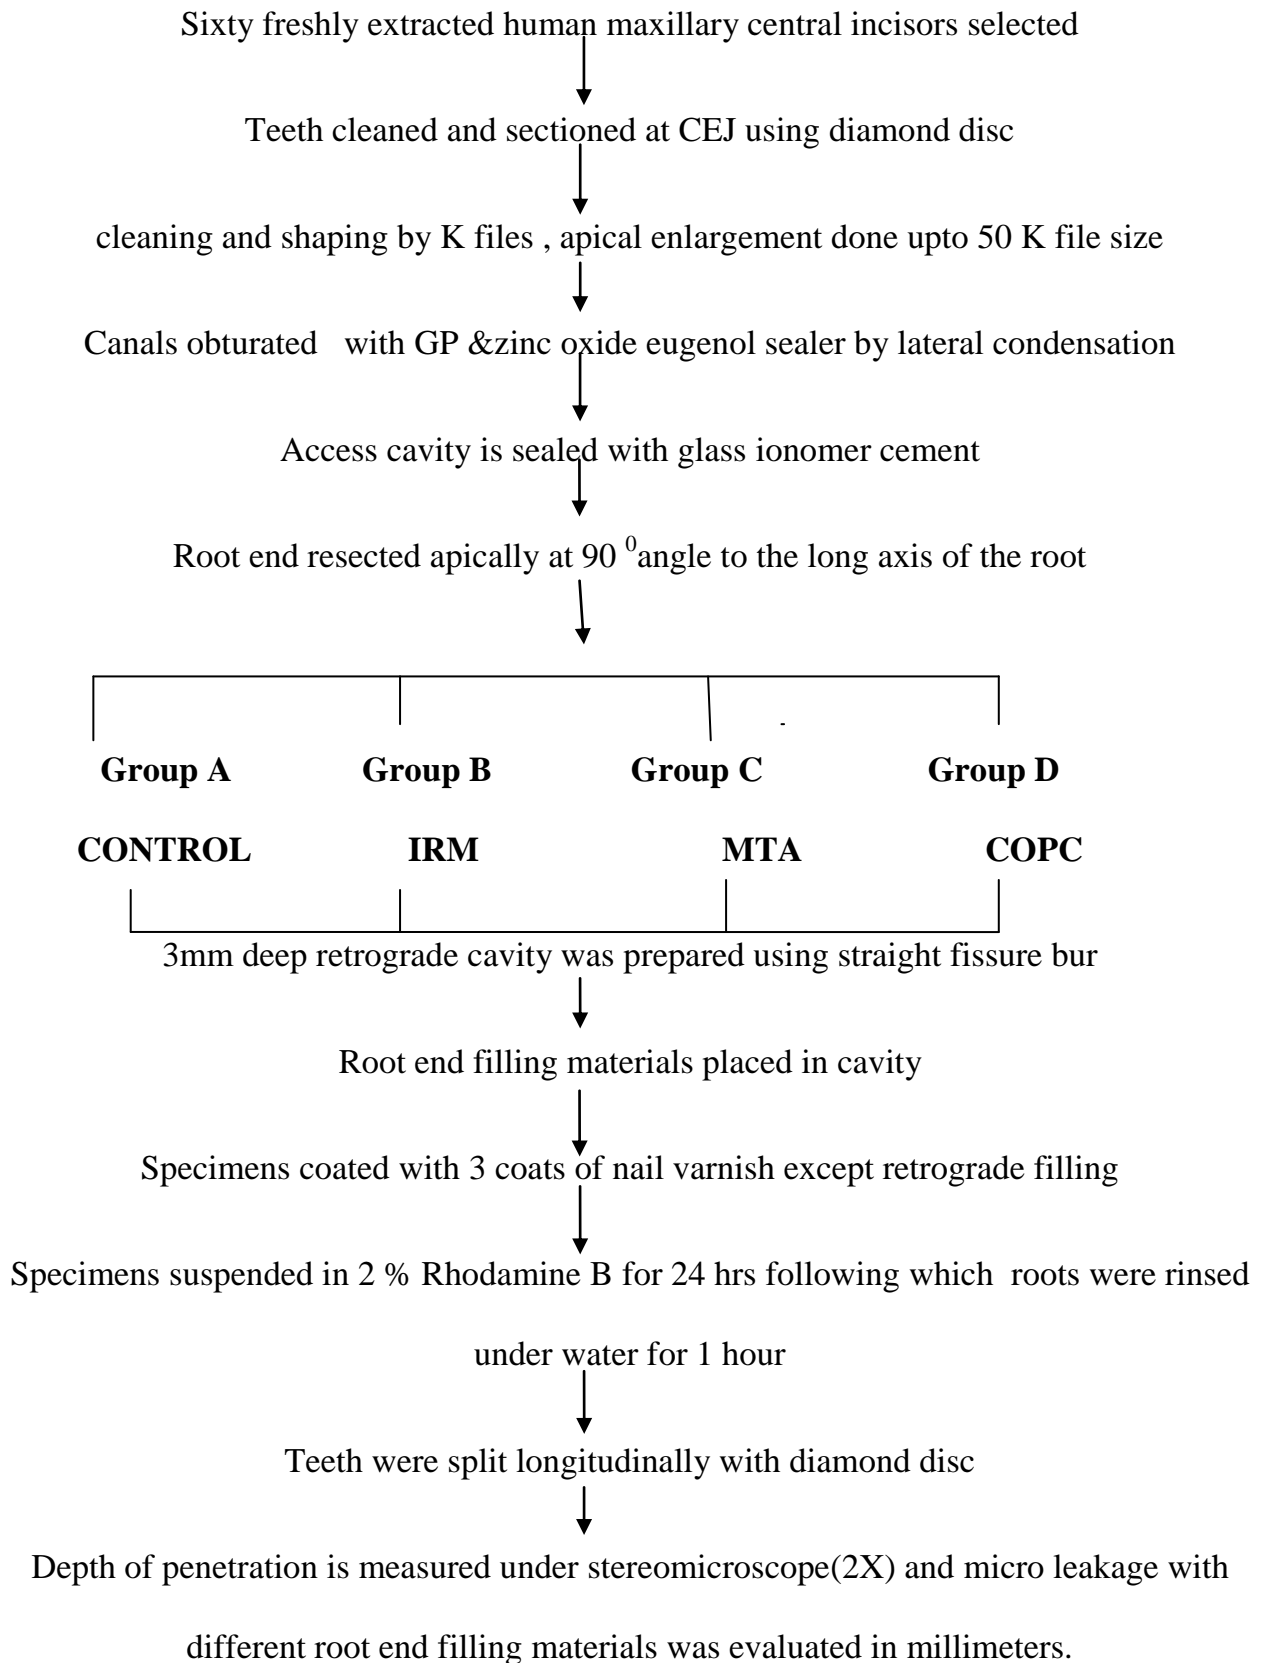 Sixty freshly extracted human maxillary central incisors selected
Teeth cleaned and sectioned at CEJ using diamond disc
cleaning and shaping by K files , apical enlargement done upto 50 K file size
Canals obturated with GP &zinc oxide eugenol sealer by lateral condensation
Access cavity is sealed with glass ionomer cement
Root end resected apically at 90 ⁰angle to the long axis of the root
Group A Group B Group C Group D
CONTROL IRM MTA COPC
3mm deep retrograde cavity was prepared using straight fissure bur
Root end filling materials placed in cavity
Specimens coated with 3 coats of nail varnish except retrograde filling
Specimens suspended in 2 % Rhodamine B for 24 hrs following which roots were rinsed
under water for 1 hour
Teeth were split longitudinally with diamond disc
Depth of penetration is measured under stereomicroscope(2X) and micro leakage with
different root end filling materials was evaluated in millimeters.